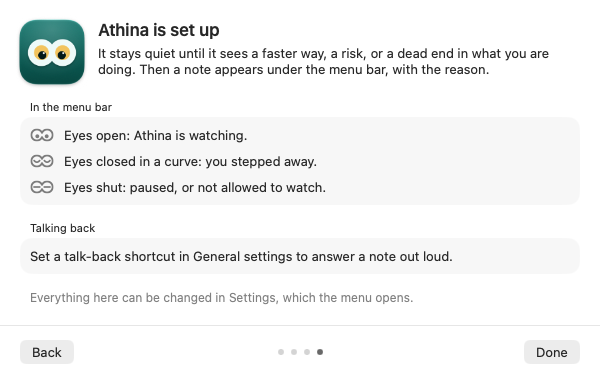 Athina is set up
It stays quiet until it sees a faster way, a risk, or a dead end in what you are
doing. Then a note appears under the menu bar, with the reason.
In the menu bar
Eyes open: Athina is watching.
Eyes closed in a curve: you stepped away.
Eyes shut: paused, or not allowed to watch.
Talking back
Set a talk-back shortcut in General settings to answer a note out loud.
Everything here can be changed in Settings, which the menu opens.
Back
Done